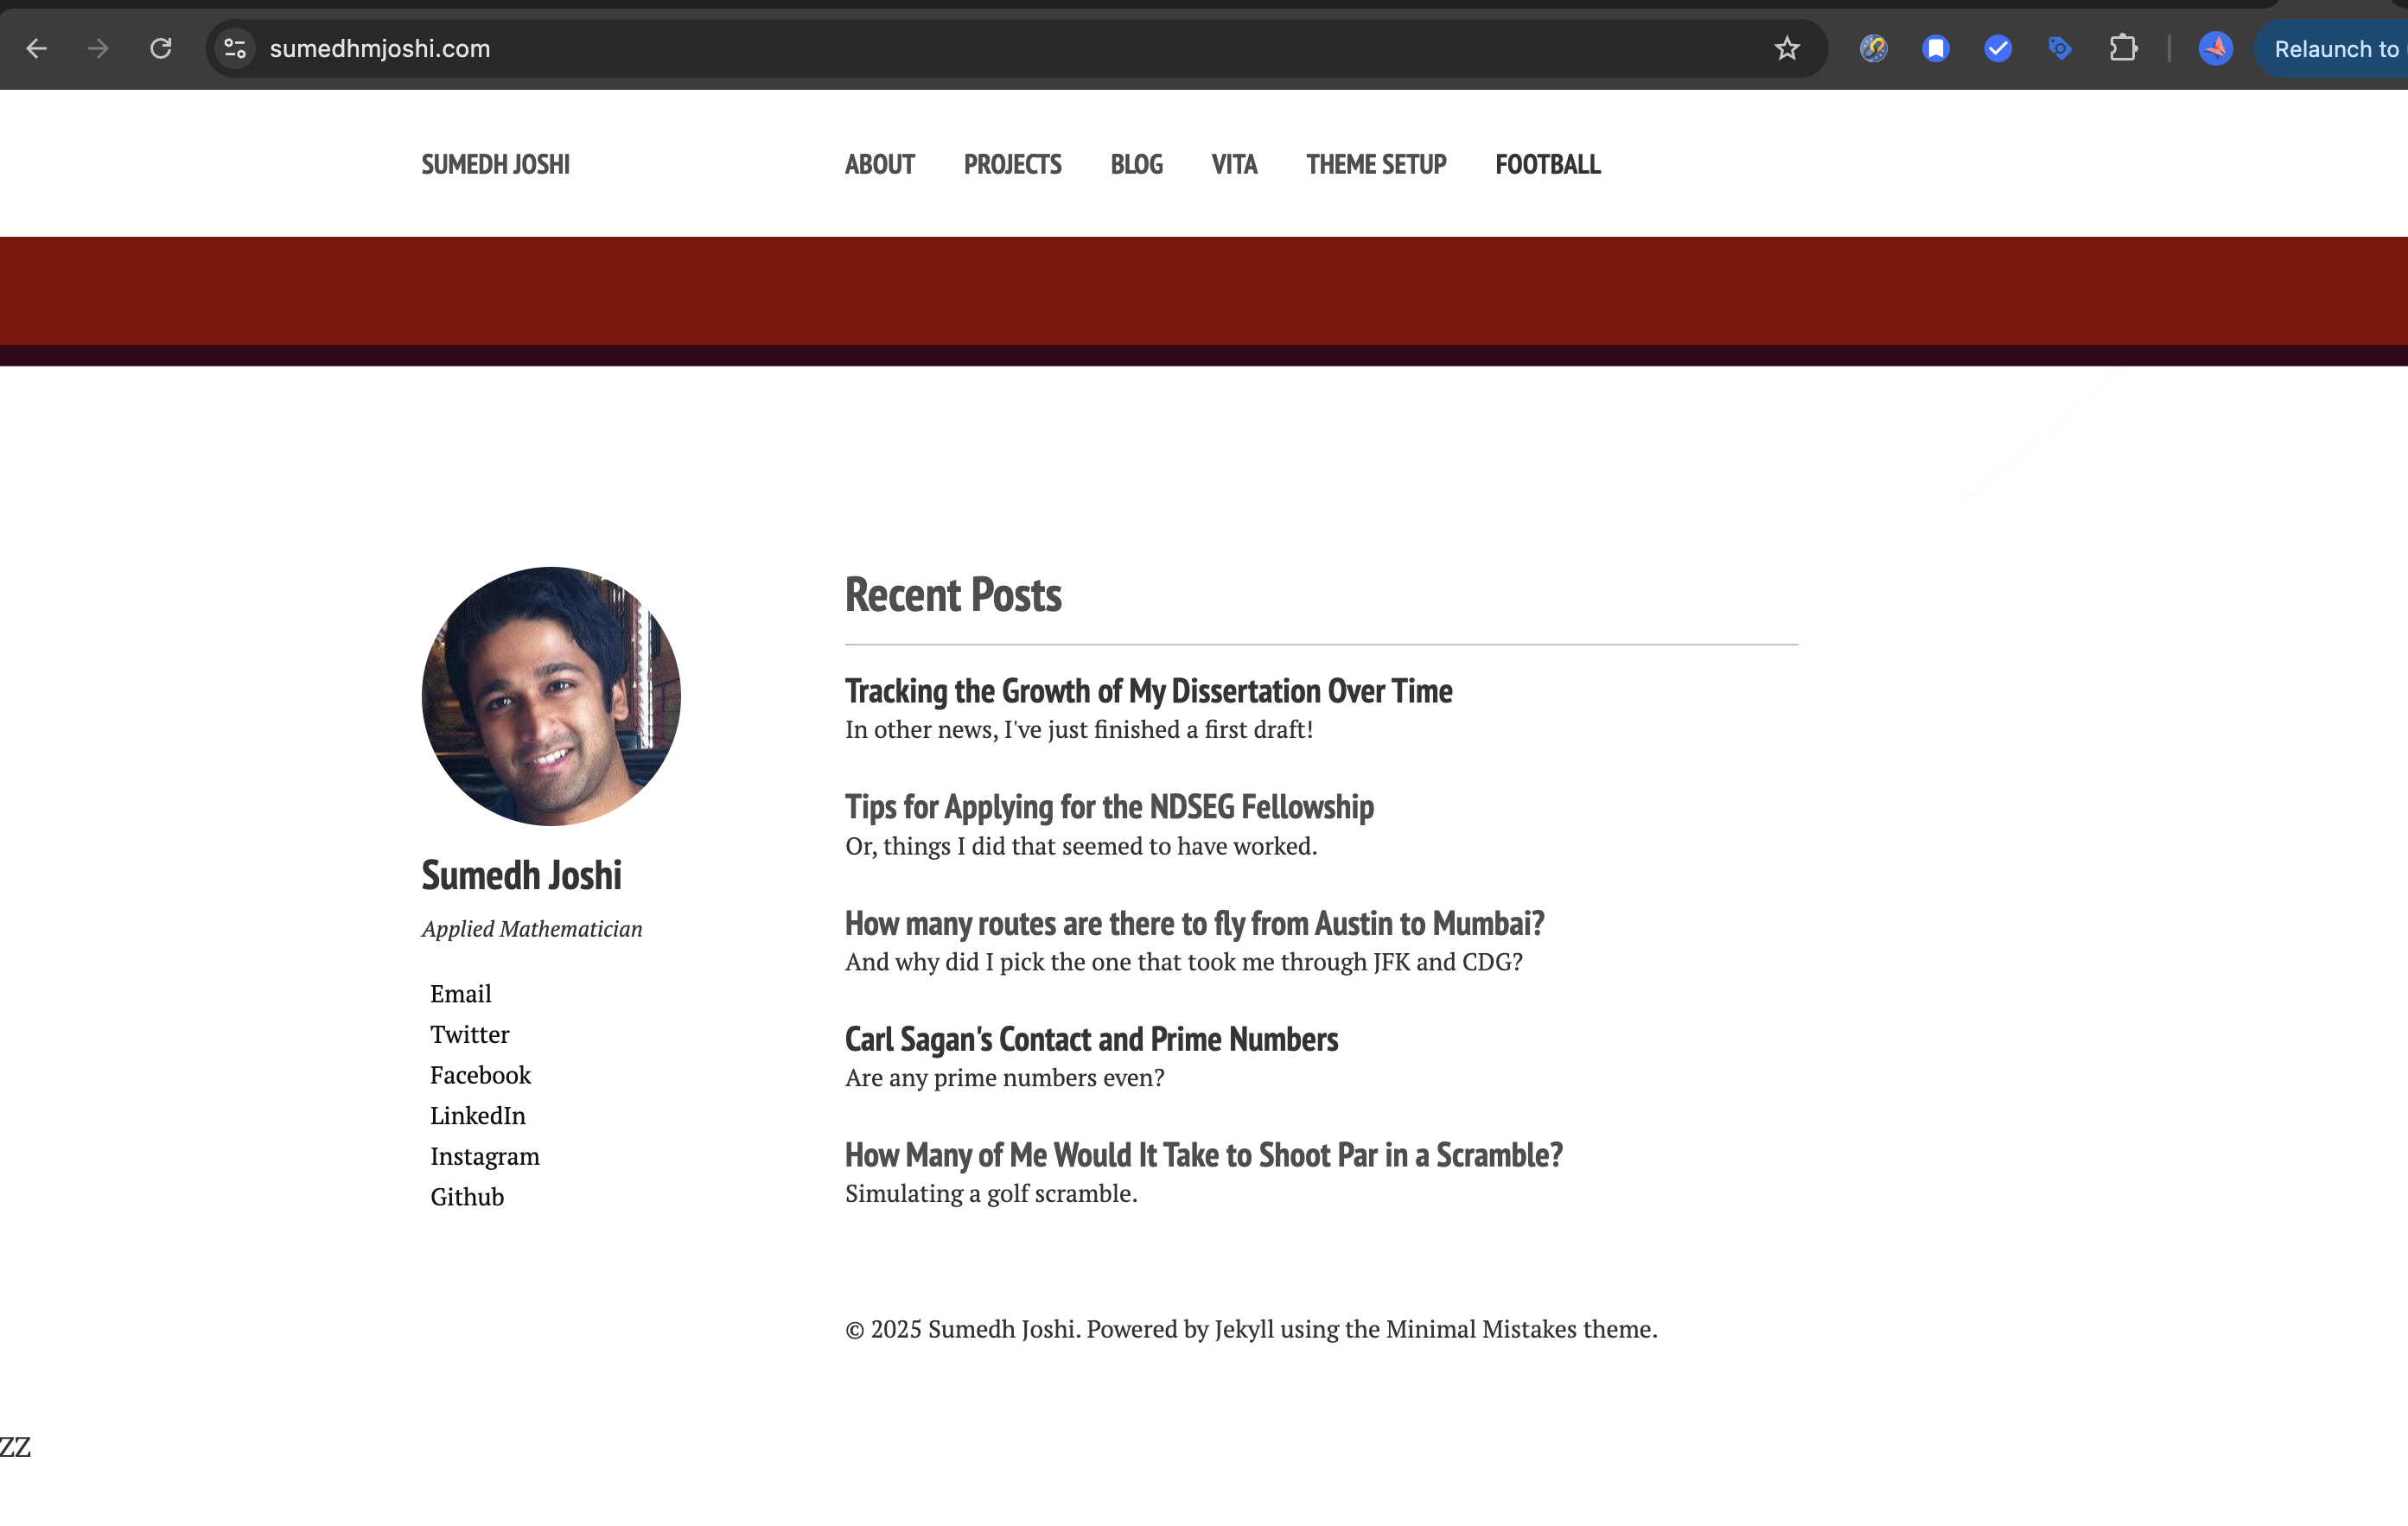 sumedhmjoshi.com
Relaunch to
SUMEDH JOSHI ABOUT PROJECTS BLOG VITA THEME SETUP FOOTBALL
Recent Posts
Tracking the Growth of My Dissertation Over Time
In other news, I've just finished a first draft!
Tips for Applying for the NDSEG Fellowship
Or, things I did that seemed to have worked.
How many routes are there to fly from Austin to Mumbai?
And why did I pick the one that took me through JFK and CDG?
Carl Sagan's Contact and Prime Numbers
Are any prime numbers even?
How Many of Me Would It Take to Shoot Par in a Scramble?
Simulating a golf scramble.
Sumedh Joshi
Applied Mathematician
Email
Twitter
Facebook
LinkedIn
Instagram
Github
© 2025 Sumedh Joshi. Powered by Jekyll using the Minimal Mistakes theme.
zz